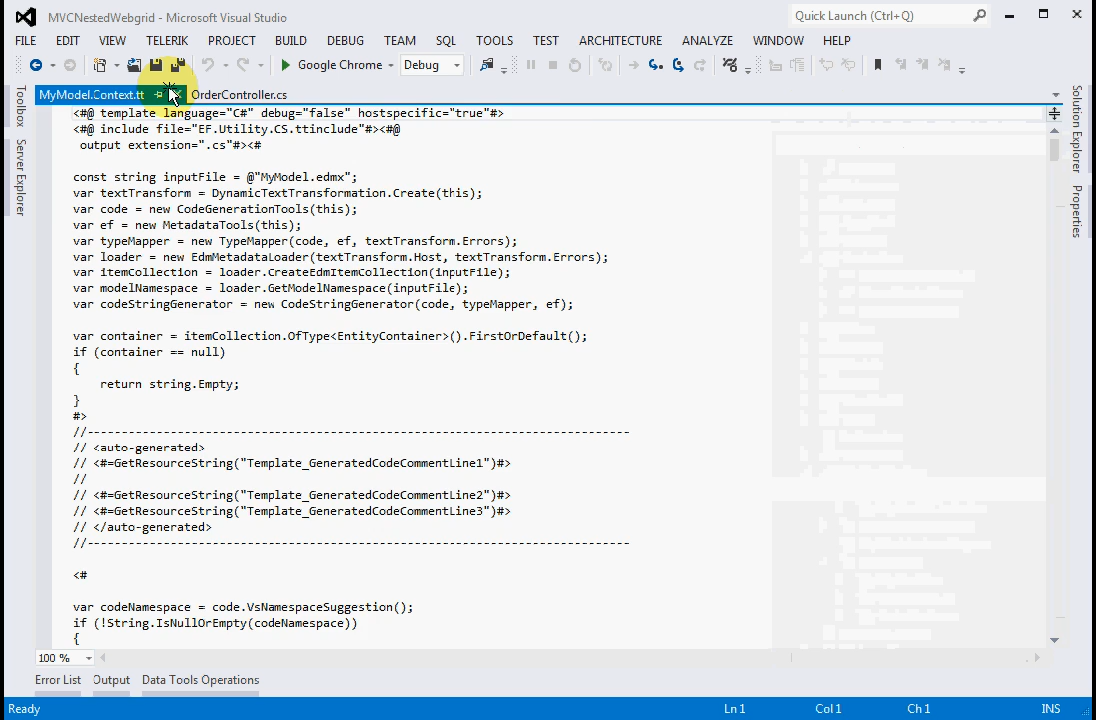 MVCNestedWebgrid - Microsoft Visual Studio
Quick Launch (Ctrl+Q)
FILE EDIT VIEW TELERIK PROJECT BUILD DEBUG TEAM SQL TOOLS TEST ARCHITECTURE ANALYZE WINDOW HELP
Google Chrome Debug
MyModel.Context.tt OrderController.cs
Toolbox
Server Explorer
Solution Explorer
Properties
<#@ template language="C#" debug="false" hostspecific="true"#>
<#@ include file="EF.Utility.CS.ttinclude"#><#@
output extension=".cs"#><#
const string inputFile = @"MyModel.edmx";
var textTransform = DynamicTextTransformation.Create(this);
var code = new CodeGenerationTools(this);
var ef = new MetadataTools(this);
var typeMapper = new TypeMapper(code, ef, textTransform.Errors);
var loader = new EdmMetadataLoader(textTransform.Host, textTransform.Errors);
var itemCollection = loader.CreateEdmItemCollection(inputFile);
var modelNamespace = loader.GetModelNamespace(inputFile);
var codeStringGenerator = new CodeStringGenerator(code, typeMapper, ef);
var container = itemCollection.OfType<EntityContainer>().FirstOrDefault();
if (container == null)
{
return string.Empty;
}
#>
//------------------------------------------------------------------------------
// <auto-generated>
// <#=GetResourceString("Template_GeneratedCodeCommentLine1")#>
//
// <#=GetResourceString("Template_GeneratedCodeCommentLine2")#>
// <#=GetResourceString("Template_GeneratedCodeCommentLine3")#>
// </auto-generated>
//------------------------------------------------------------------------------
<#
var codeNamespace = code.VsNamespaceSuggestion();
if (!String.IsNullOrEmpty(codeNamespace))
{
100 %
Error List Output Data Tools Operations
Ready Ln 1 Col 1 Ch 1 INS